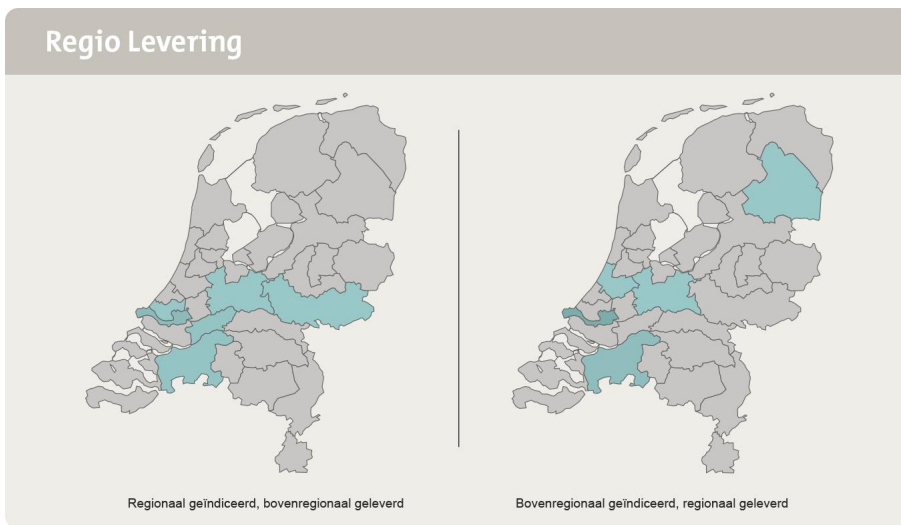 Regio Levering
Regionaal geïndiceerd, bovenregionaal geleverd
Bovenregionaal geïndiceerd, regionaal geleverd